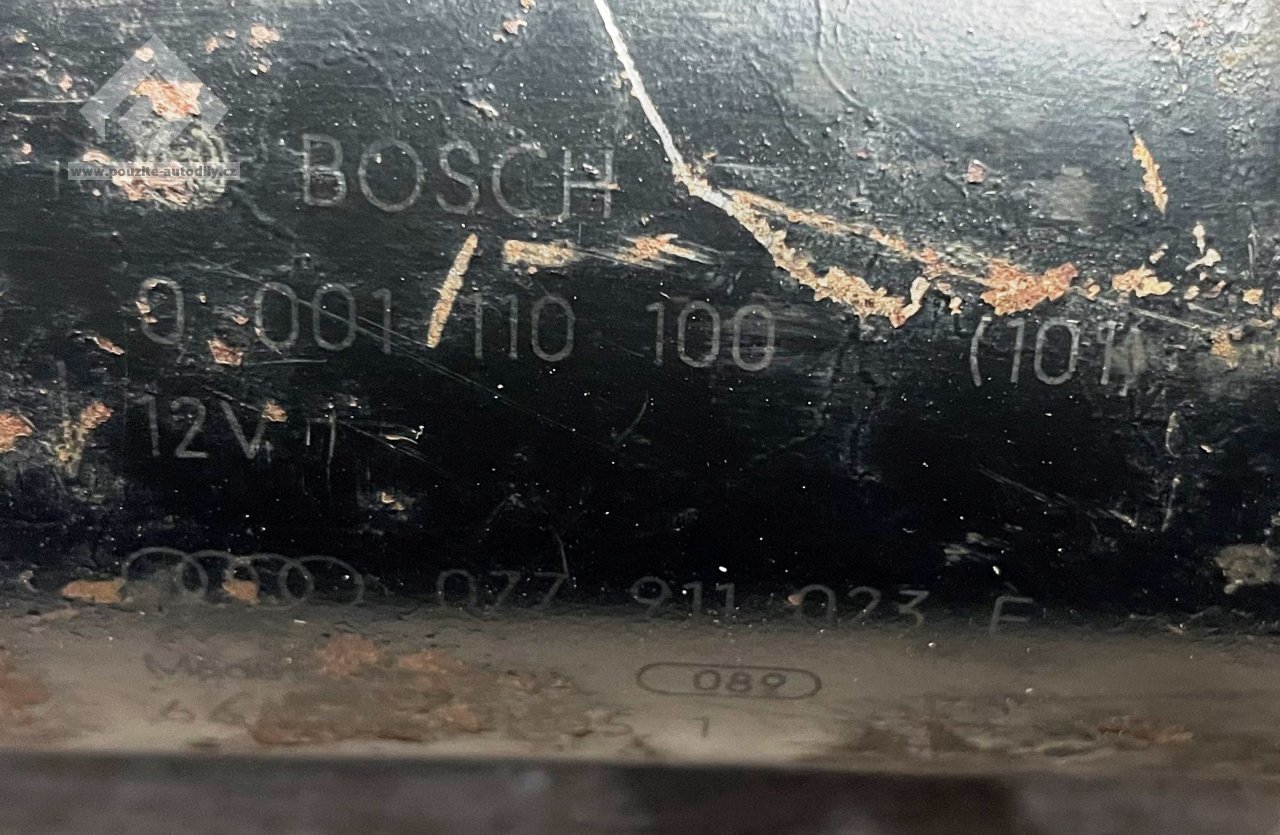 BOSCH
www.pouzite-autodily.cz
0 001 110 100 (101)
12V
077 911 023 E
089